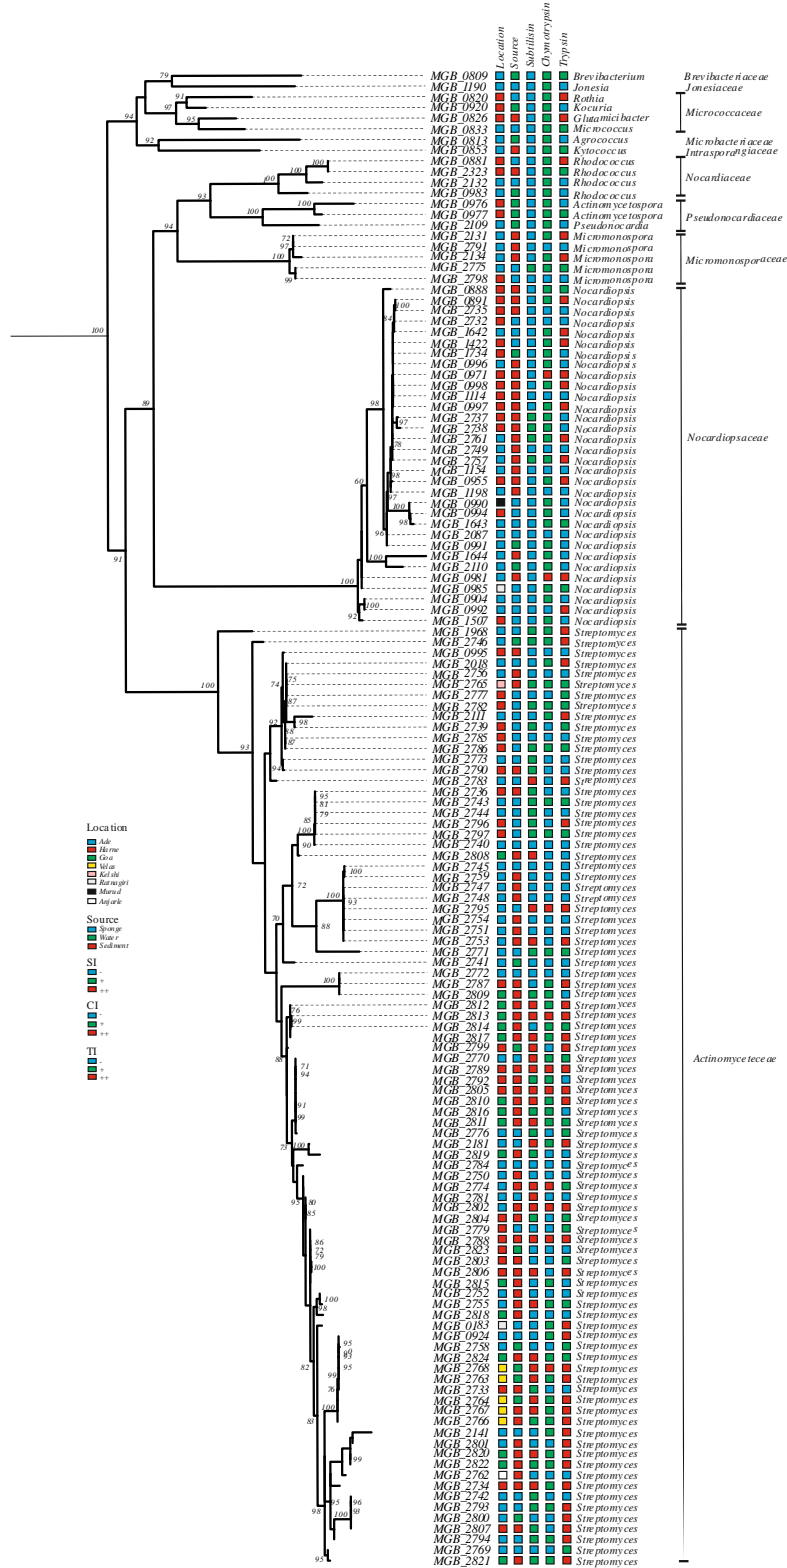 Location Source Subtilisin Chymotrypsin Trypsin
MGB_0809 Brevibacterium Brevibacteriaceae
MGB_1190 Jonesia Jonesiaceae
MGB_0820 Rothia
MGB_0920 Kocuria
MGB_0826 Glutamicibacter Micrococcaceae
MGB_0833 Micrococcus
MGB_0813 Agrococcus Microbacteriaceae
MGB_0853 Kytococcus Intrasporangiaceae
MGB_0881 Rhodococcus
MGB_2323 Rhodococcus Nocardiaceae
MGB_2132 Rhodococcus
MGB_0983 Rhodococcus
MGB_0976 Actinomycetospora
MGB_0977 Actinomycetospora Pseudonocardiaceae
MGB_2109 Pseudonocardia
MGB_2131 Micromonospora
MGB_2791 Micromonospora
MGB_2134 Micromonospora Micromonosporaceae
MGB_2775 Micromonospora
MGB_2798 Micromonospora
MGB_0888 Nocardiopsis
MGB_0891 Nocardiopsis
MGB_2735 Nocardiopsis
MGB_2732 Nocardiopsis
MGB_1642 Nocardiopsis
MGB_1422 Nocardiopsis
MGB_1734 Nocardiopsis
MGB_0996 Nocardiopsis
MGB_0971 Nocardiopsis
MGB_0998 Nocardiopsis
MGB_1114 Nocardiopsis
MGB_0997 Nocardiopsis
MGB_2737 Nocardiopsis
MGB_2738 Nocardiopsis
MGB_2761 Nocardiopsis Nocardiopsaceae
MGB_2749 Nocardiopsis
MGB_2757 Nocardiopsis
MGB_1154 Nocardiopsis
MGB_0955 Nocardiopsis
MGB_1198 Nocardiopsis
MGB_0990 Nocardiopsis
MGB_0994 Nocardiopsis
MGB_1643 Nocardiopsis
MGB_2087 Nocardiopsis
MGB_0991 Nocardiopsis
MGB_1644 Nocardiopsis
MGB_2110 Nocardiopsis
MGB_0981 Nocardiopsis
MGB_0985 Nocardiopsis
MGB_0904 Nocardiopsis
MGB_0992 Nocardiopsis
MGB_1507 Nocardiopsis
MGB_1968 Streptomyces
MGB_2746 Streptomyces
MGB_0995 Streptomyces
MGB_2018 Streptomyces
MGB_2756 Streptomyces
MGB_2765 Streptomyces
MGB_2777 Streptomyces
MGB_2782 Streptomyces
MGB_2111 Streptomyces
MGB_2739 Streptomyces
MGB_2785 Streptomyces
MGB_2786 Streptomyces
MGB_2773 Streptomyces
MGB_2790 Streptomyces
MGB_2783 Streptomyces
MGB_2736 Streptomyces
MGB_2743 Streptomyces
MGB_2744 Streptomyces
MGB_2796 Streptomyces
MGB_2797 Streptomyces
MGB_2740 Streptomyces
MGB_2808 Streptomyces
MGB_2745 Streptomyces
MGB_2759 Streptomyces
MGB_2747 Streptomyces
MGB_2748 Streptomyces
MGB_2795 Streptomyces
MGB_2754 Streptomyces
MGB_2751 Streptomyces
MGB_2753 Streptomyces
MGB_2771 Streptomyces
MGB_2741 Streptomyces
MGB_2772 Streptomyces
MGB_2787 Streptomyces
MGB_2809 Streptomyces
MGB_2812 Streptomyces
MGB_2813 Streptomyces
MGB_2814 Streptomyces
MGB_2817 Streptomyces
MGB_2799 Streptomyces
MGB_2770 Streptomyces Actinomyceteceae
MGB_2789 Streptomyces
MGB_2792 Streptomyces
MGB_2805 Streptomyces
MGB_2810 Streptomyces
MGB_2816 Streptomyces
MGB_2811 Streptomyces
MGB_2776 Streptomyces
MGB_2181 Streptomyces
MGB_2819 Streptomyces
MGB_2784 Streptomyces
MGB_2750 Streptomyces
MGB_2774 Streptomyces
MGB_2781 Streptomyces
MGB_2802 Streptomyces
MGB_2804 Streptomyces
MGB_2779 Streptomyces
MGB_2788 Streptomyces
MGB_2823 Streptomyces
MGB_2803 Streptomyces
MGB_2806 Streptomyces
MGB_2815 Streptomyces
MGB_2752 Streptomyces
MGB_2755 Streptomyces
MGB_2818 Streptomyces
MGB_0183 Streptomyces
MGB_0924 Streptomyces
MGB_2758 Streptomyces
MGB_2824 Streptomyces
MGB_2768 Streptomyces
MGB_2763 Streptomyces
MGB_2733 Streptomyces
MGB_2764 Streptomyces
MGB_2767 Streptomyces
MGB_2766 Streptomyces
MGB_2141 Streptomyces
MGB_2801 Streptomyces
MGB_2820 Streptomyces
MGB_2822 Streptomyces
MGB_2762 Streptomyces
MGB_2734 Streptomyces
MGB_2742 Streptomyces
MGB_2793 Streptomyces
MGB_2800 Streptomyces
MGB_2807 Streptomyces
MGB_2794 Streptomyces
MGB_2769 Streptomyces
MGB_2821 Streptomyces
Location
Ade
Harne
Goa
Velas
Kelshi
Ratnagiri
Murud
Anjarle
Source
Sponge
Water
Sediment
SI
-
+
++
CI
-
+
++
TI
-
+
++